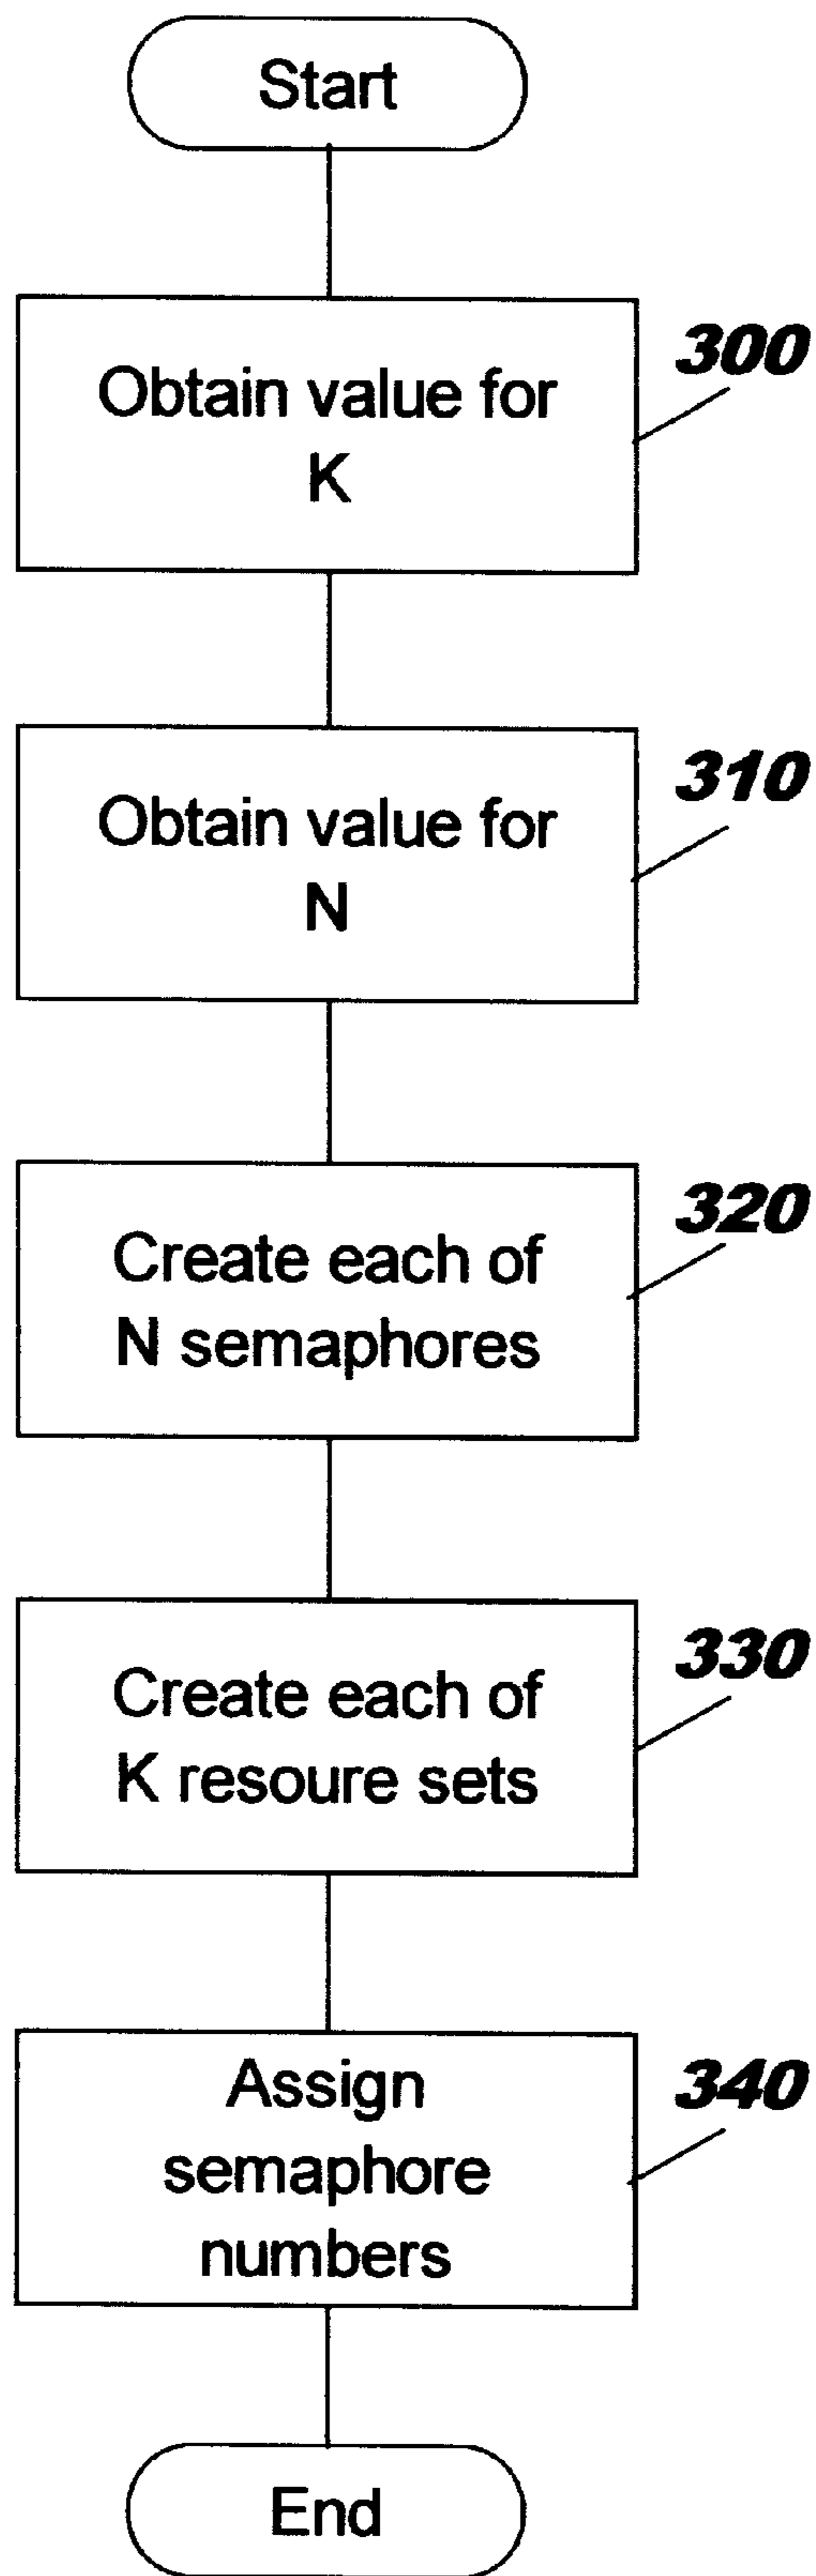 Start
300
Obtain value for
K
310
Obtain value for
N
320
Create each of
N semaphores
330
Create each of
K resoure sets
340
Assign
semaphore
numbers
End